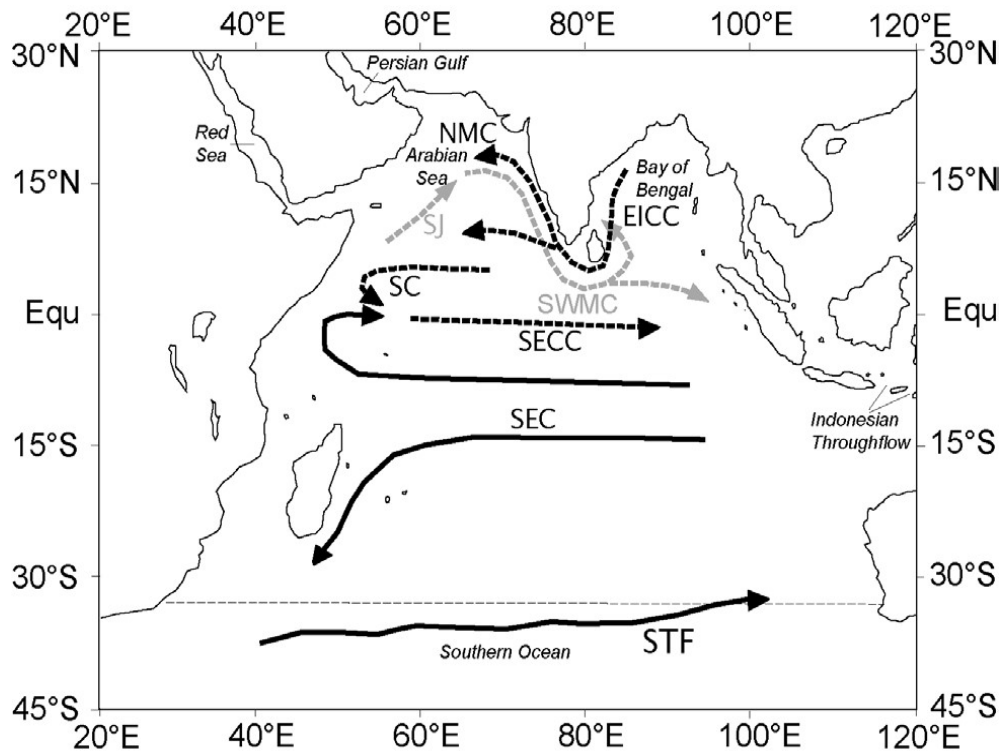 20°E 40°E 60°E 80°E 100°E 120°E
30°N 30°N
Persian Gulf
Red
Sea
NMC
Arabian
Sea
Bay of
Bengal
15°N 15°N
EICC
SJ
SC
SWMC
Equ Equ
SECC
SEC
Indonesian
Throughflow
15°S 15°S
30°S 30°S
STF
Southern Ocean
45°S 45°S
20°E 40°E 60°E 80°E 100°E 120°E